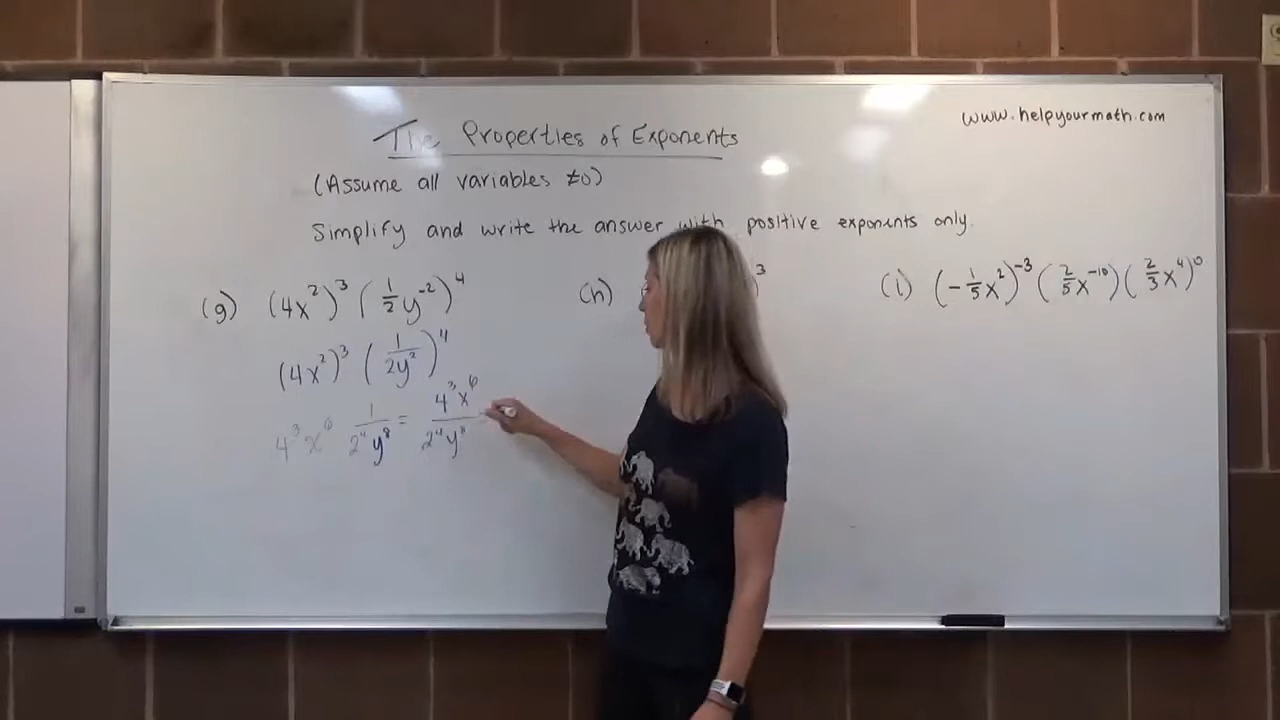 www.helpyourmath.com
The Properties of Exponents
(Assume all variables ≠0)
Simplify and write the answer with positive exponents only.
(g) (4x²)³ (1/2 y⁻²)⁴
(4x²)³ (1/2y²)⁴
4³x⁶ 1/2⁴y⁸ = 4³x⁶/2⁴y⁸
(h) )³
(i) (-1/5x²)⁻³ (2/5x⁻¹⁰) (2/3x⁴)⁰